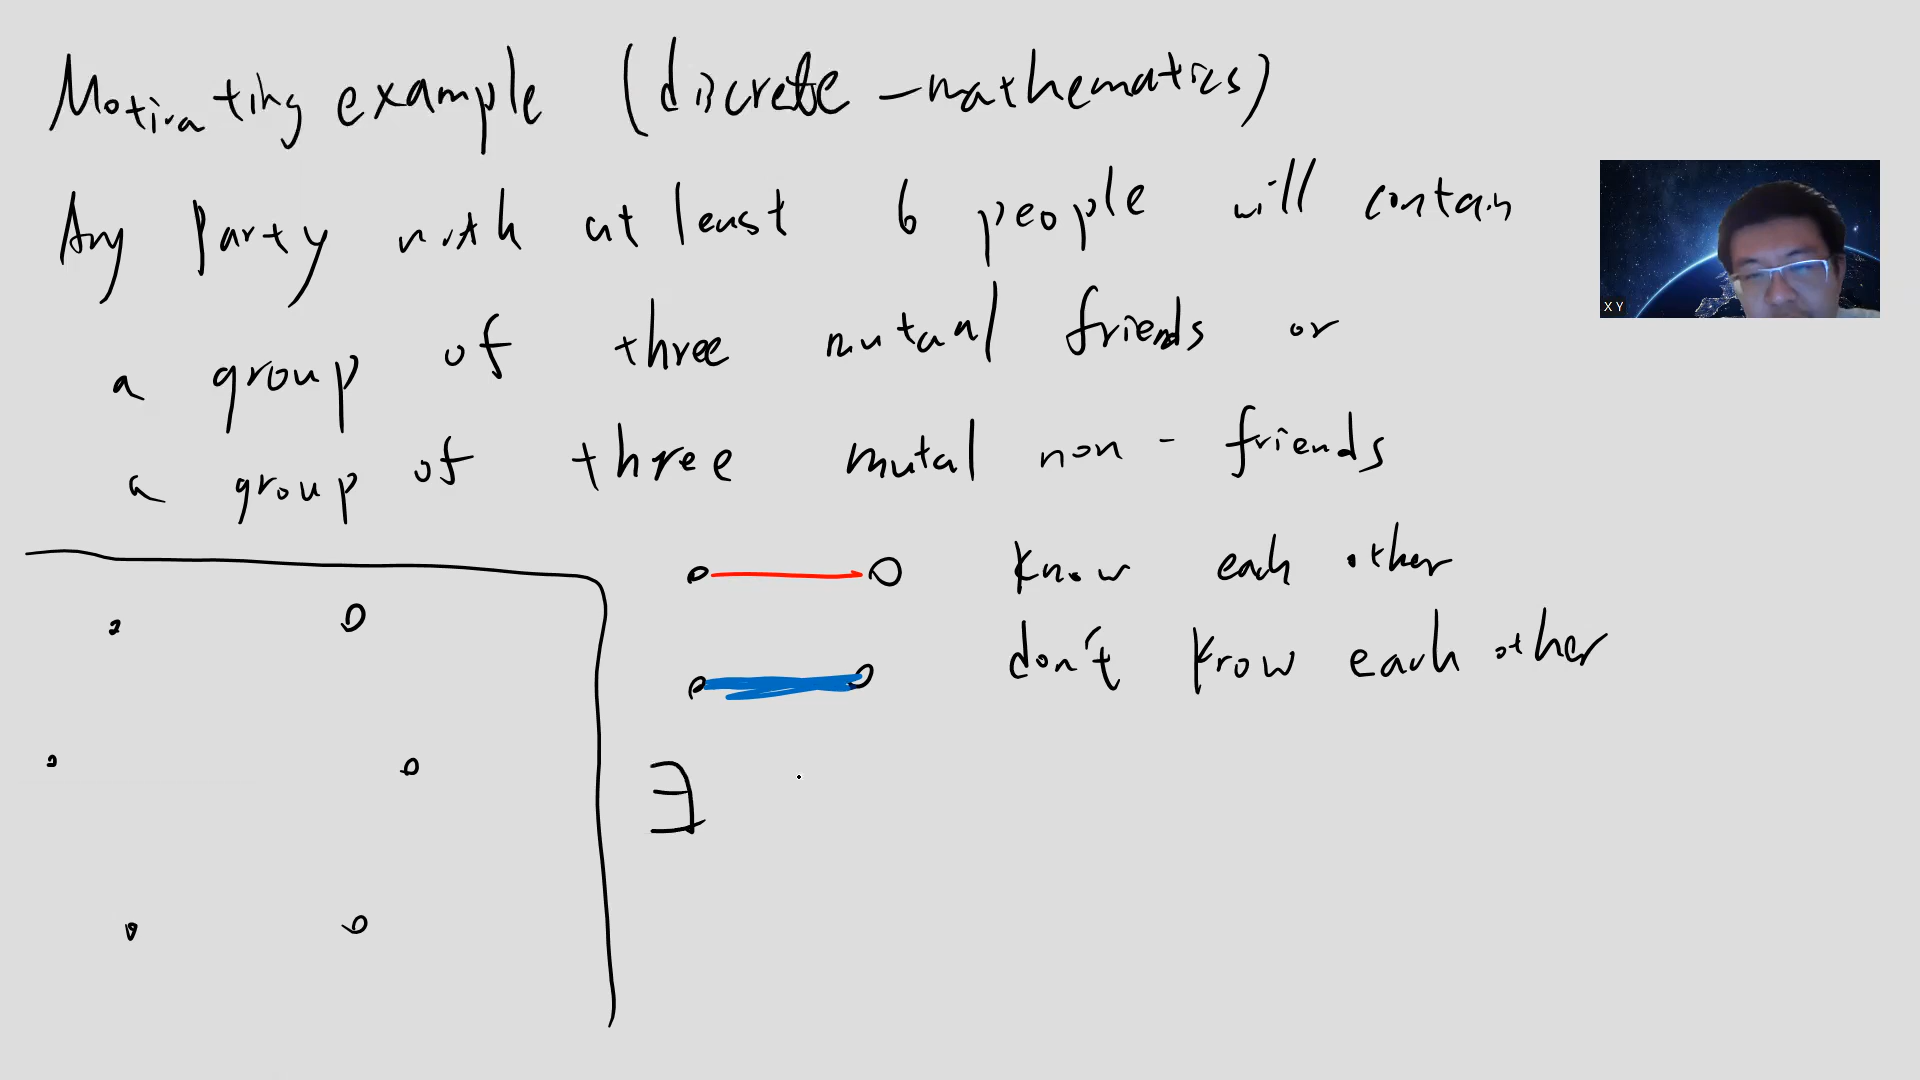 Motivating example (discrete-mathematics)
Any Party with at least 6 people will contain
a group of three mutual friends or
a group of three mutal non-friends
know each other
don't know each other
∃
X Y